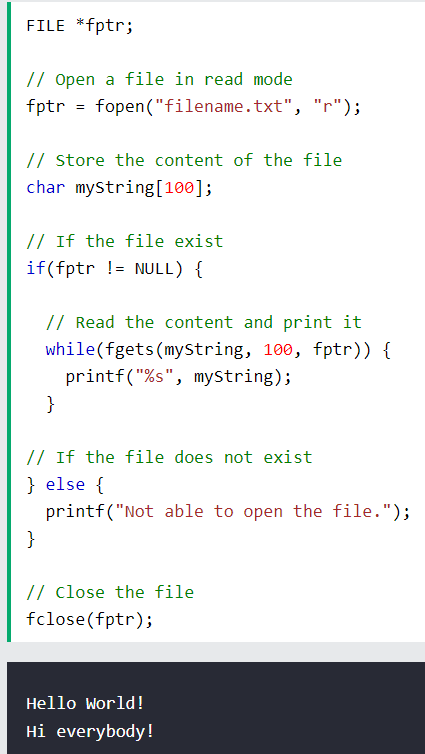 FILE *fptr;
// Open a file in read mode
fptr = fopen("filename.txt", "r");
// Store the content of the file
char myString[100];
// If the file exist
if(fptr != NULL) {
// Read the content and print it
while(fgets(myString, 100, fptr)) {
printf("%s", myString);
}
// If the file does not exist
} else {
printf("Not able to open the file.");
}
// Close the file
fclose(fptr);
Hello World!
Hi everybody!